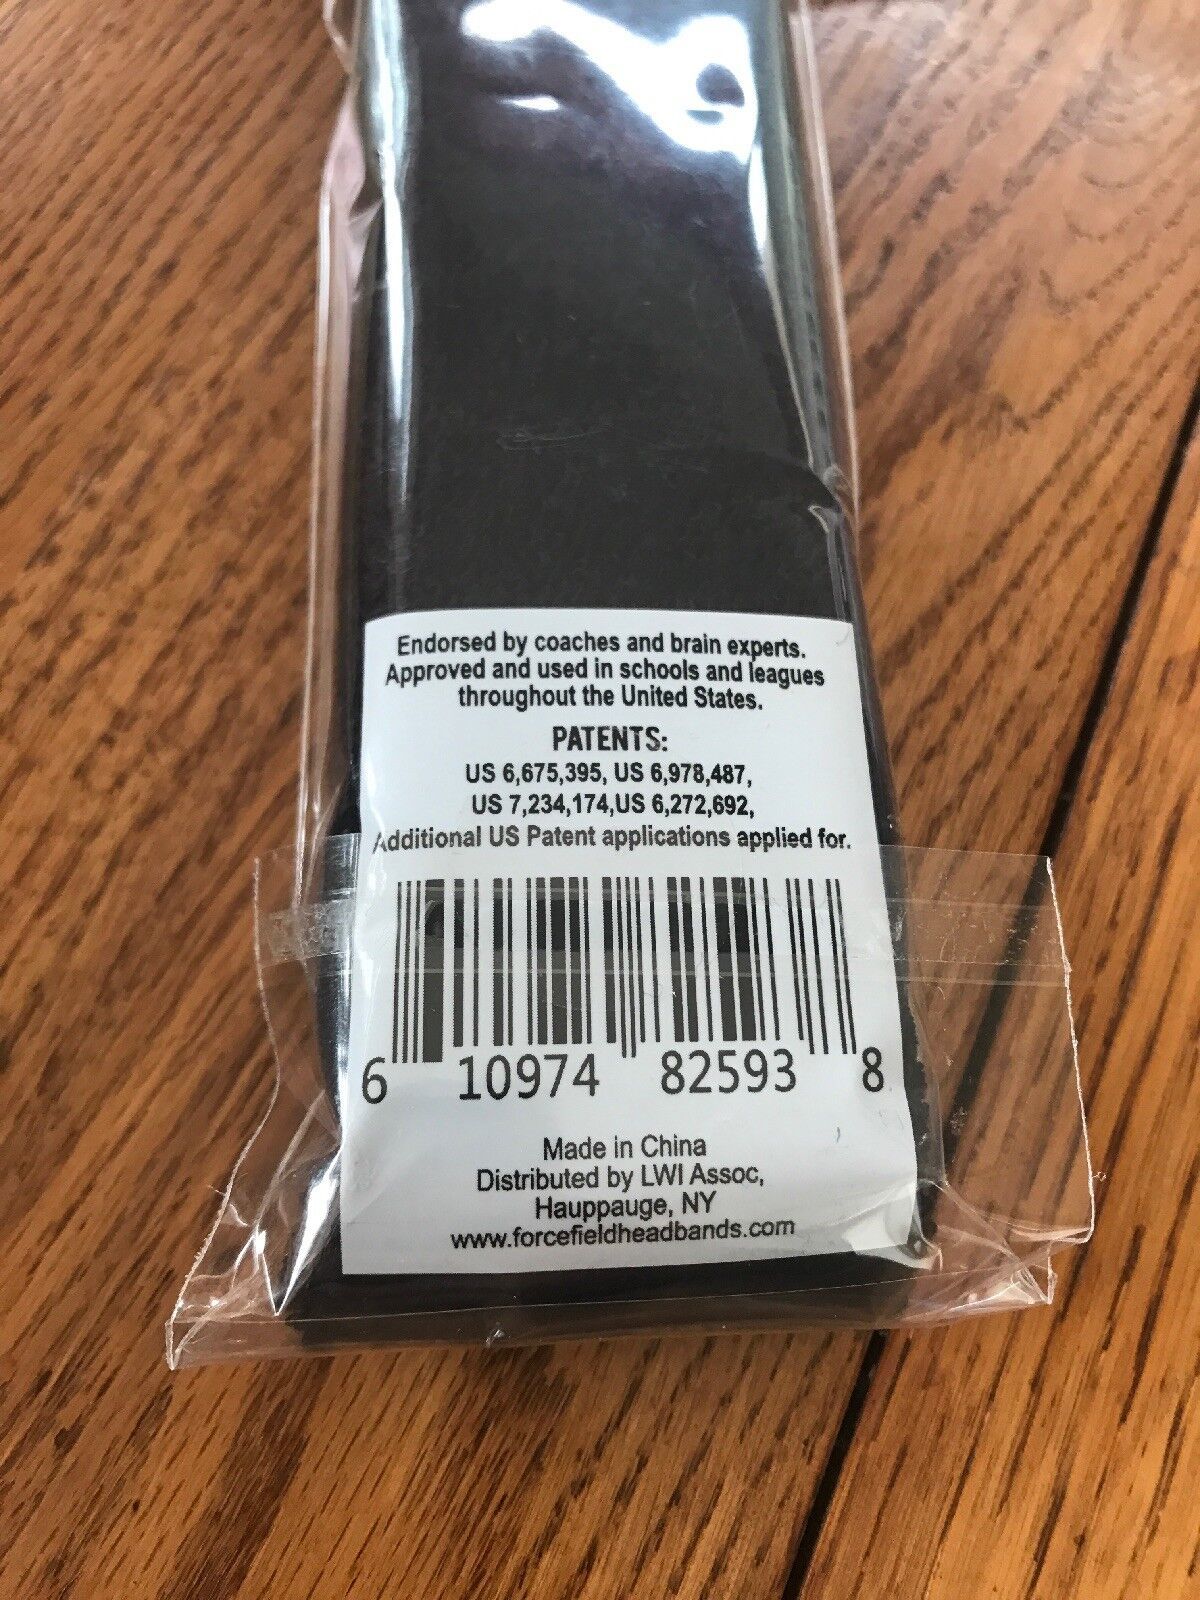 Endorsed by coaches and brain experts.
Approved and used in schools and leagues
throughout the United States.
PATENTS:
US 6,675,395, US 6,978,487,
US 7,234,174,US 6,272,692,
Additional US Patent applications applied for.
6 10974 82593 8
Made in China
Distributed by LWI Assoc,
Hauppauge, NY
www.forcefieldheadbands.com